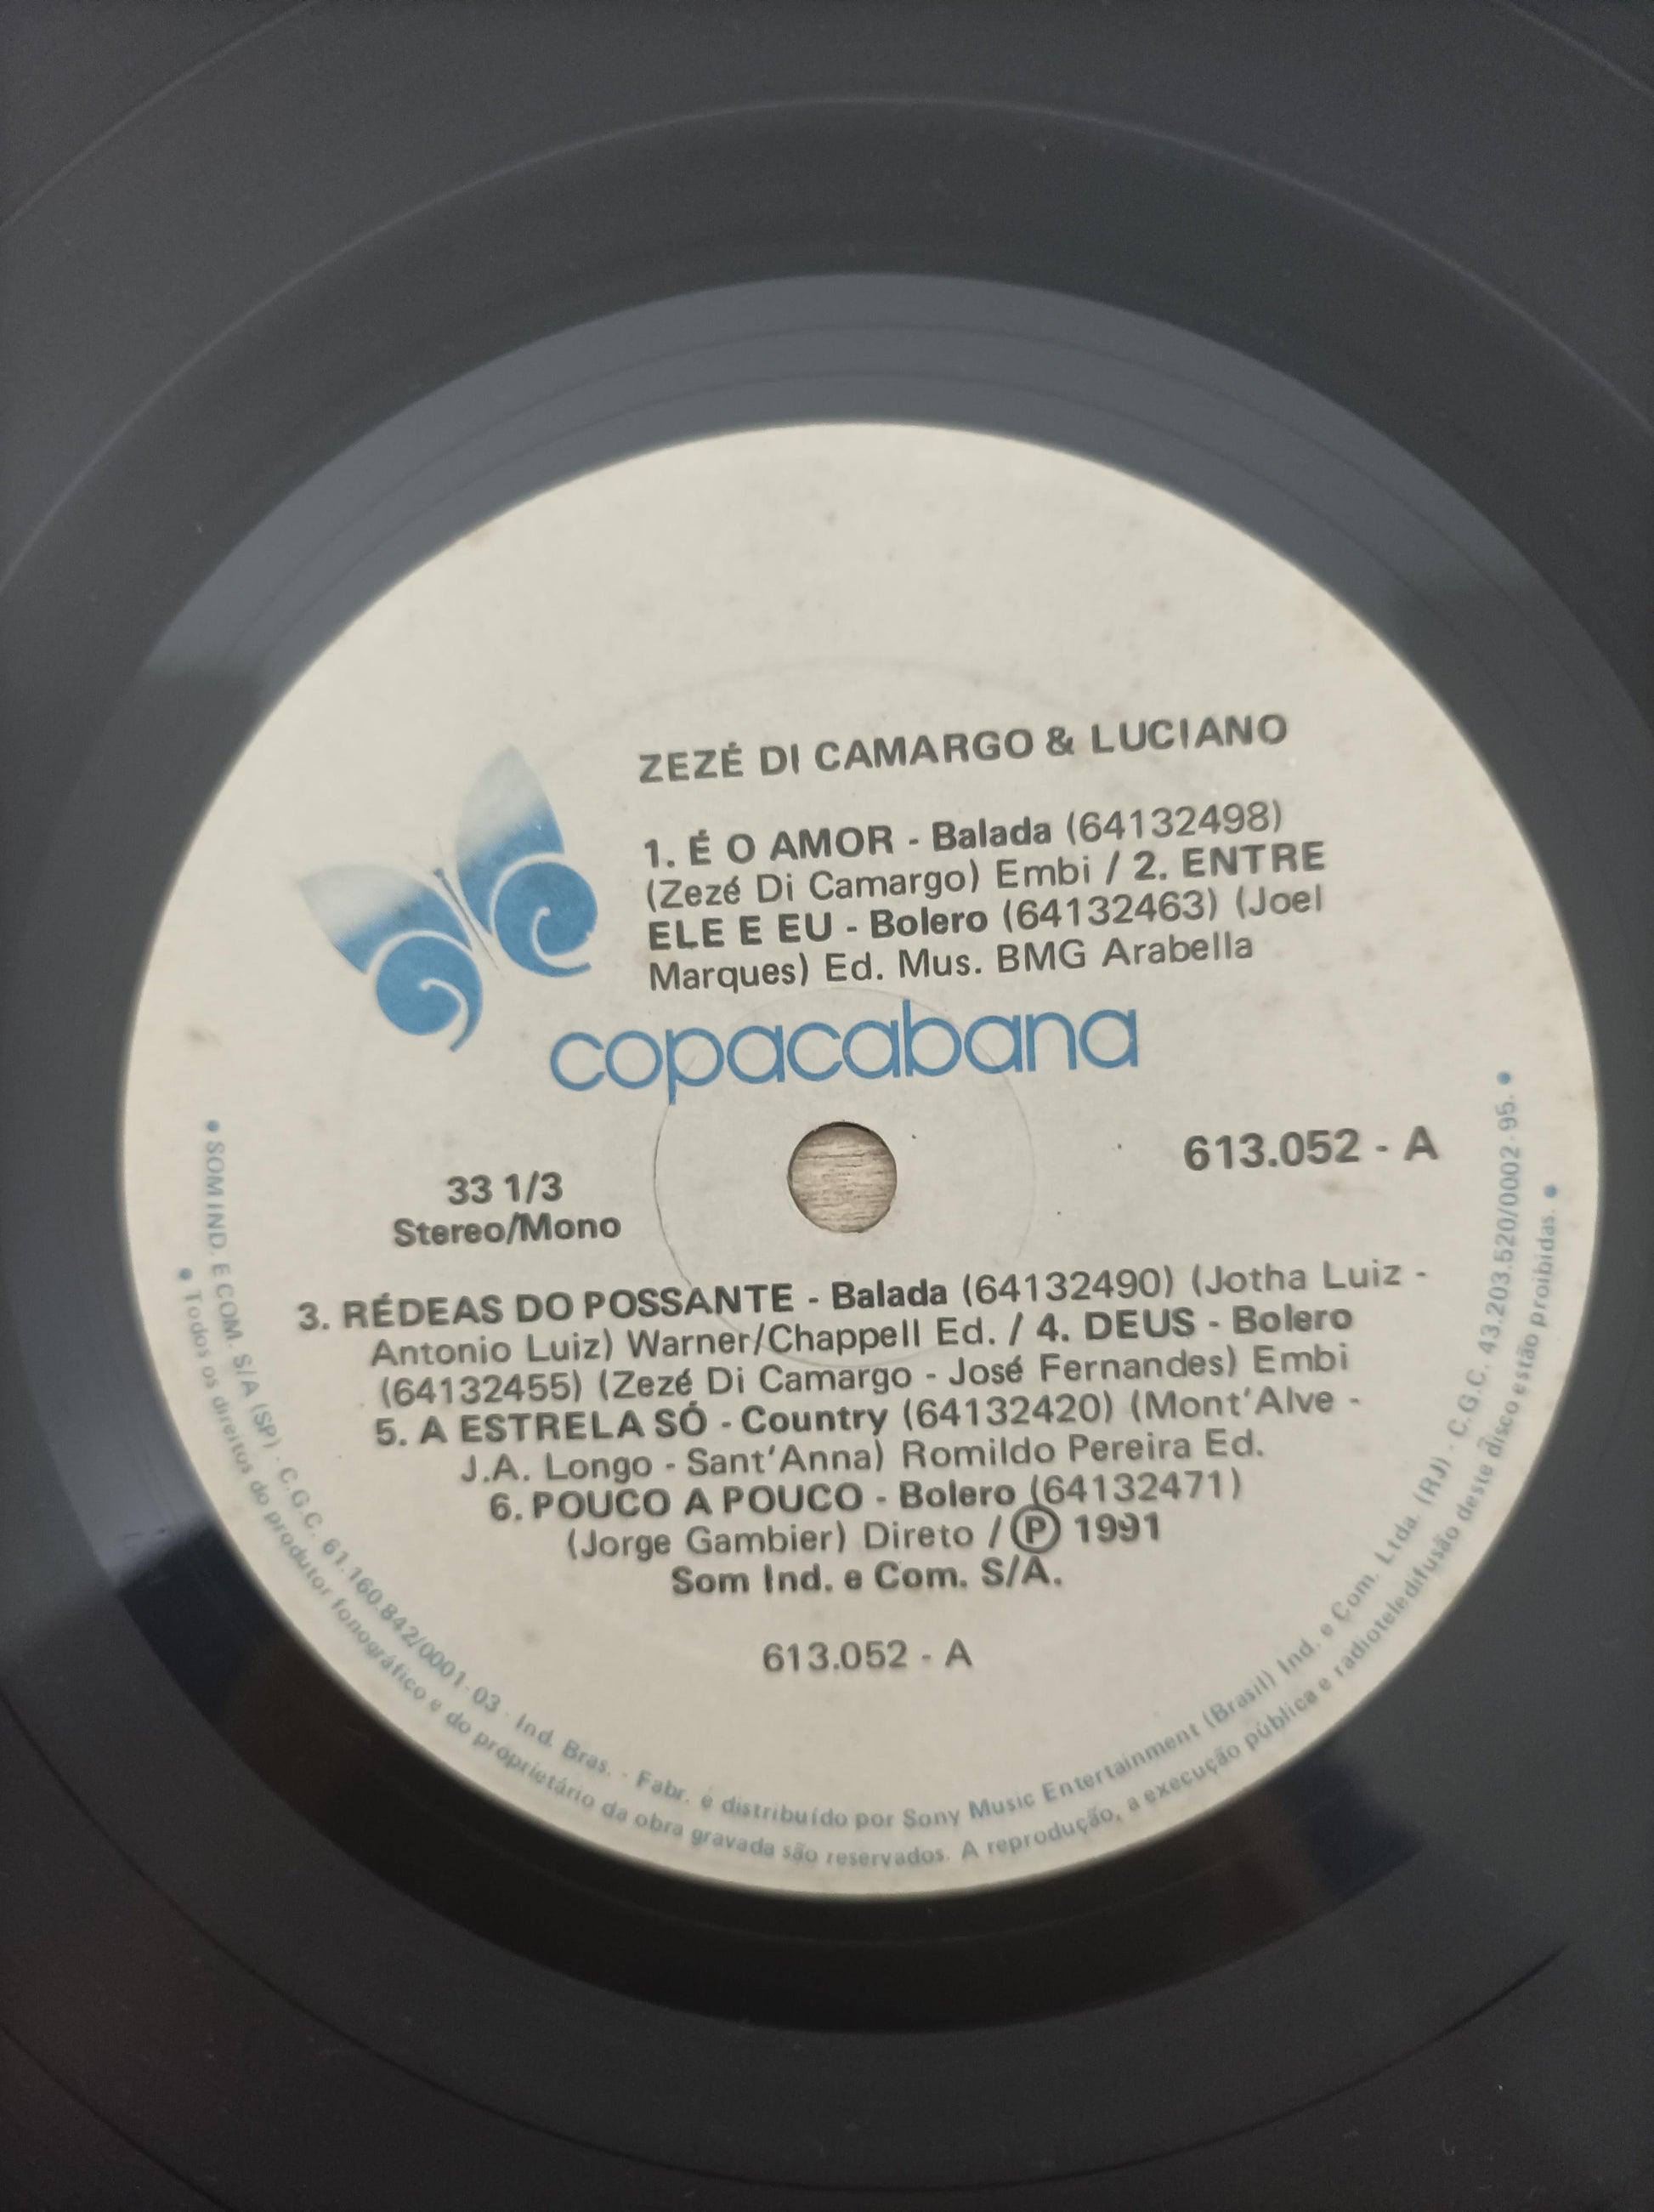 ZEZÉ DI CAMARGO & LUCIANO
1. É O AMOR - Balada (64132498)
(Zezé Di Camargo) Embi / 2. ENTRE
ELE E EU - Bolero (64132463) (Joel
Marques) Ed. Mus. BMG Arabella
copacabana
33 1/3
Stereo/Mono
613.052 - A
3. RÉDEAS DO POSSANTE - Balada (64132490) (Jotha Luiz -
Antonio Luiz) Warner/Chappell Ed. / 4. DEUS - Bolero
(64132455) (Zezé Di Camargo - José Fernandes) Embi
5. A ESTRELA SÓ - Country (64132420) (Mont'Alve -
J.A. Longo - Sant'Anna) Romildo Pereira Ed.
6. POUCO A POUCO - Bolero (64132471)
(Jorge Gambier) Direto / Ⓟ 1991
Som Ind. e Com. S/A.
613.052 - A
• SOM IND. E COM. S/A (SP) · C.G.C. 61.160.842/0001-03 · Ind. Bras. - Fabr. e distribuído por Sony Music Entertainment (Brasil) Ind. e Com. Ltda. (RJ) - C.G.C. 43.203.520/0002-95. •
• Todos os direitos do produtor fonográfico e do proprietário da obra gravada são reservados. A reprodução, a execução pública e radioteledifusão deste disco estão proibidas. •